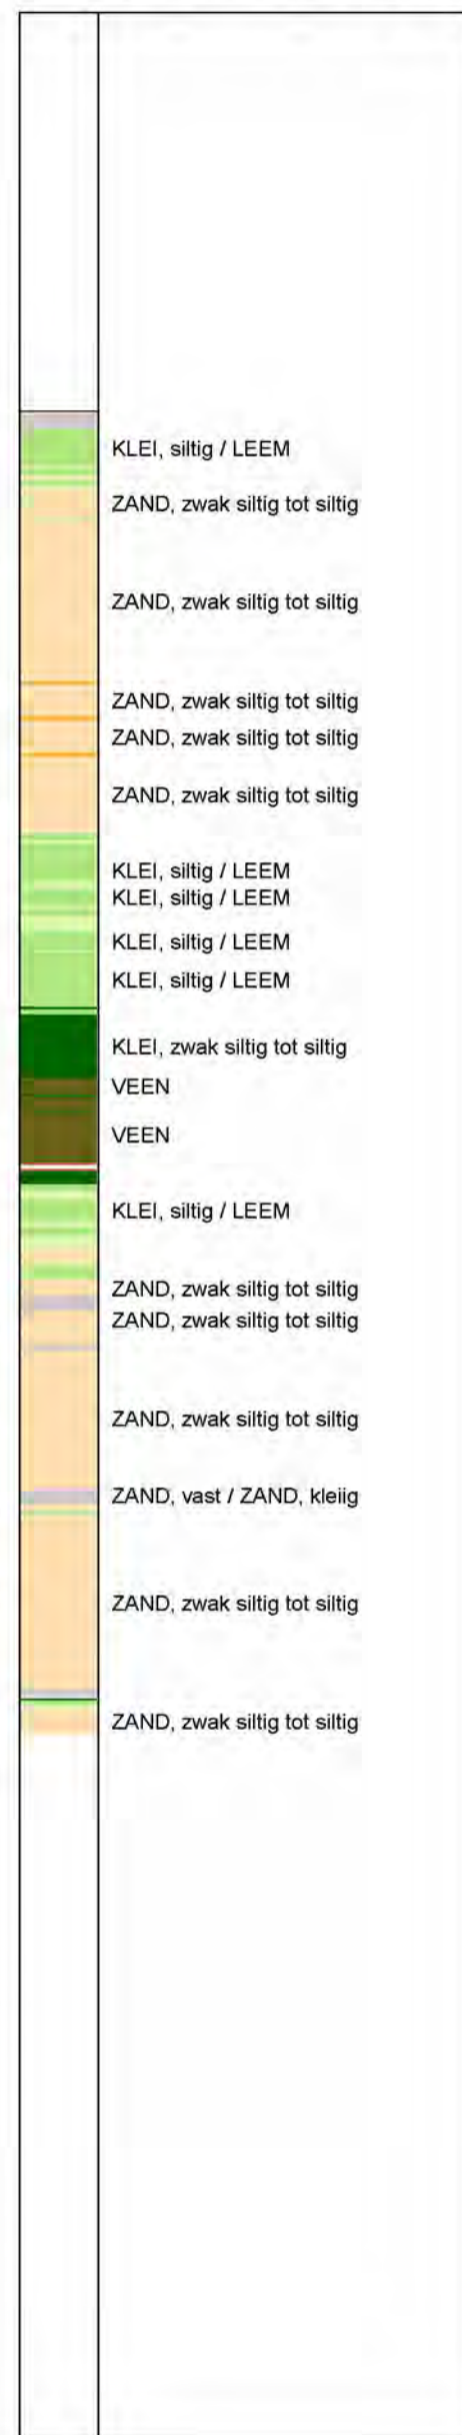 KLEI, siltig / LEEM
ZAND, zwak siltig tot siltig
ZAND, zwak siltig tot siltig
ZAND, zwak siltig tot siltig
ZAND, zwak siltig tot siltig
ZAND, zwak siltig tot siltig
KLEI, siltig / LEEM
KLEI, siltig / LEEM
KLEI, siltig / LEEM
KLEI, siltig / LEEM
KLEI, zwak siltig tot siltig
VEEN
VEEN
KLEI, siltig / LEEM
ZAND, zwak siltig tot siltig
ZAND, zwak siltig tot siltig
ZAND, zwak siltig tot siltig
ZAND, vast / ZAND, kleiig
ZAND, zwak siltig tot siltig
ZAND, zwak siltig tot siltig